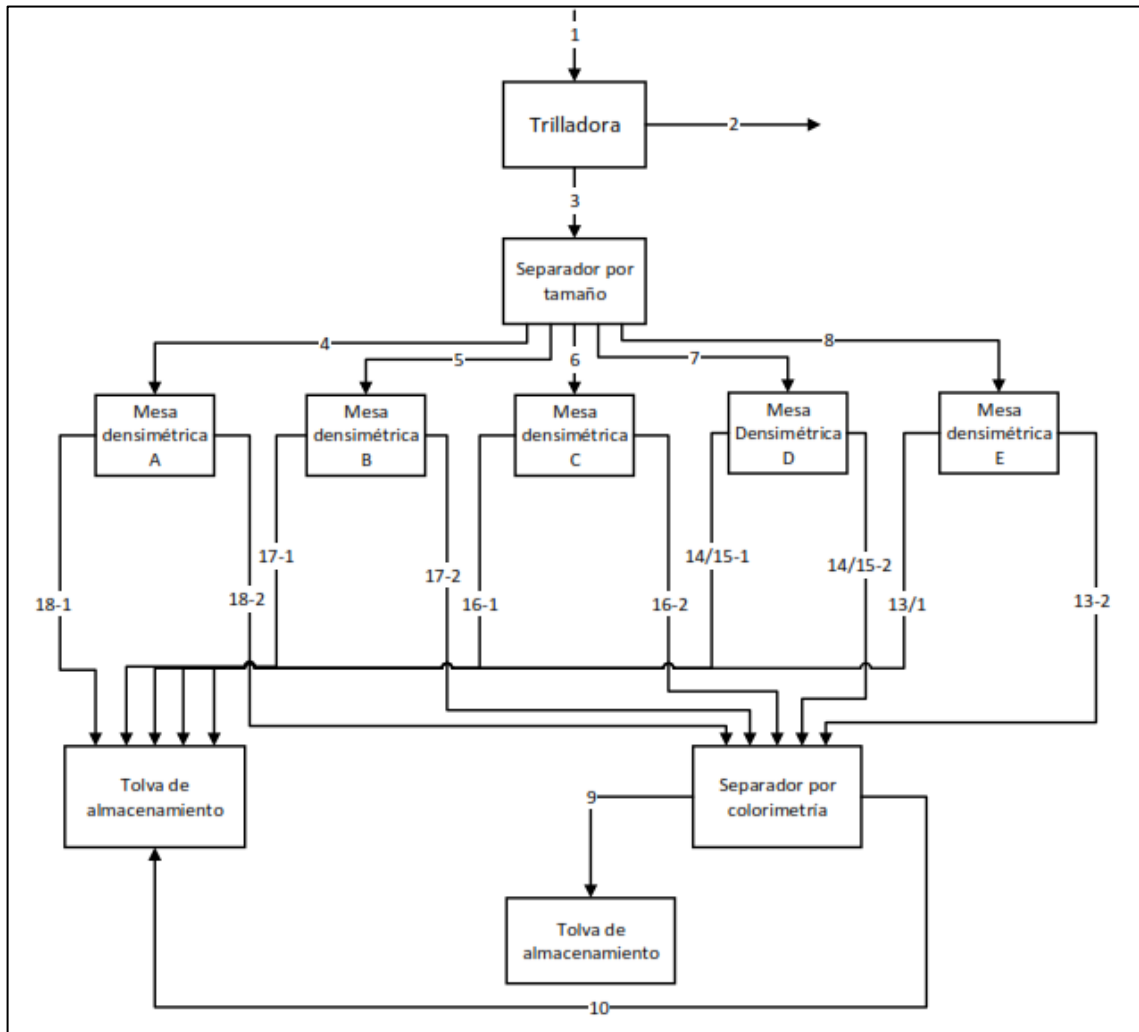 1
Trilladora
2
3
Separador por
tamaño
4
5
6
7
8
Mesa
densimétrica
A
Mesa
densimétrica
B
Mesa
densimétrica
C
Mesa
Densimétrica
D
Mesa
densimétrica
E
18-1
18-2
17-1
17-2
16-1
16-2
14/15-1
14/15-2
13/1
13-2
Tolva de
almacenamiento
Separador por
colorimetría
9
Tolva de
almacenamiento
10